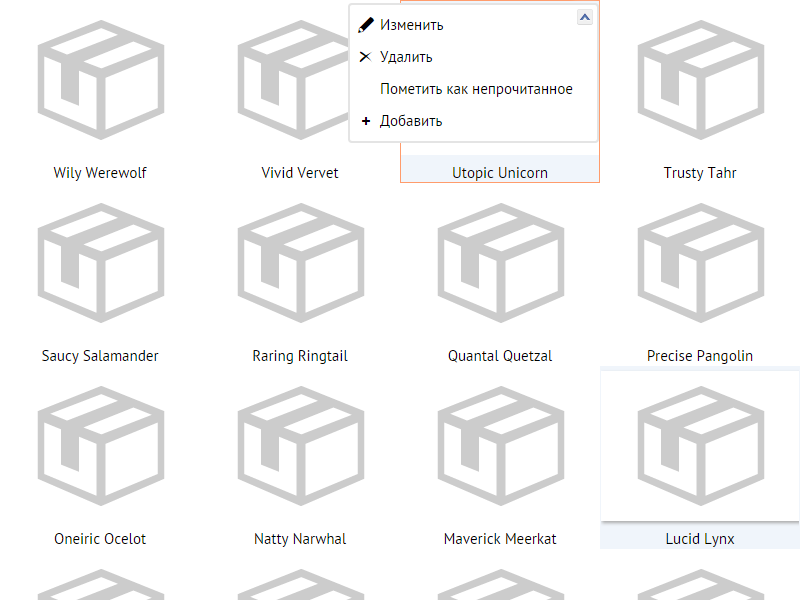 Изменить
Удалить
Пометить как непрочитанное
Добавить
Wily Werewolf
Vivid Vervet
Utopic Unicorn
Trusty Tahr
Saucy Salamander
Raring Ringtail
Quantal Quetzal
Precise Pangolin
Oneiric Ocelot
Natty Narwhal
Maverick Meerkat
Lucid Lynx